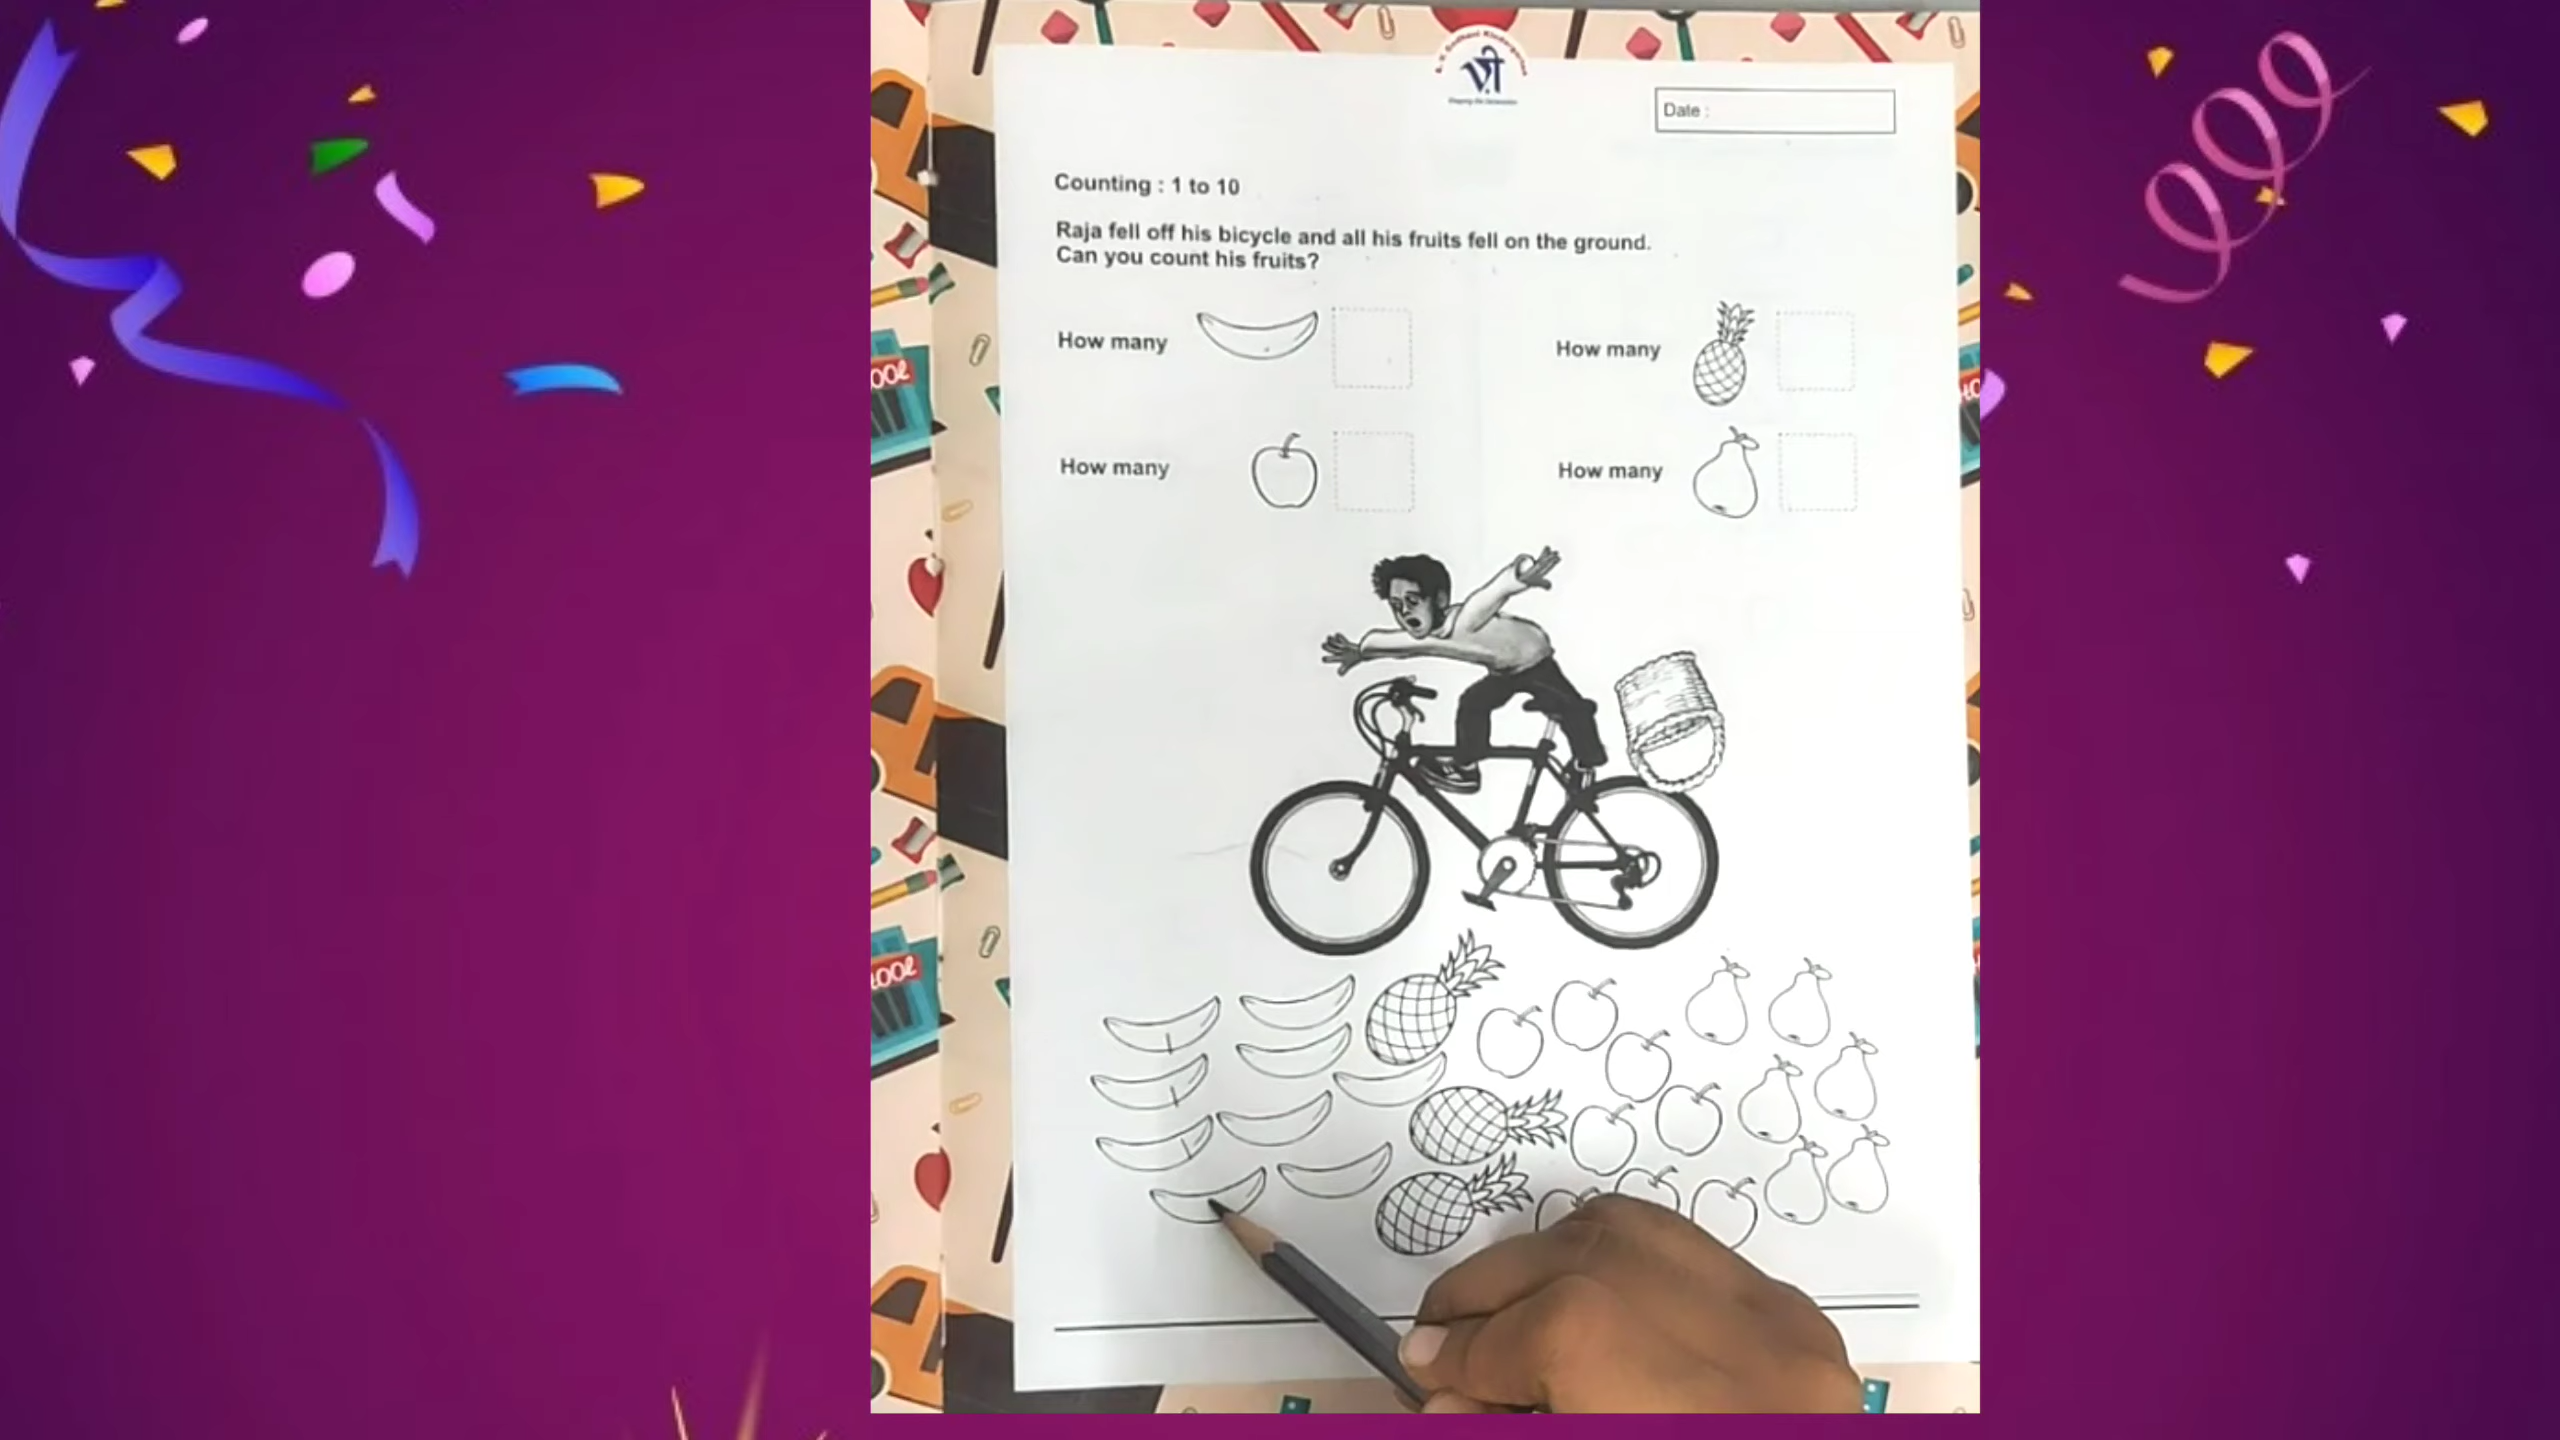 श्री
Date :
Counting : 1 to 10
Raja fell off his bicycle and all his fruits fell on the ground.
Can you count his fruits?
How many
How many
How many
How many